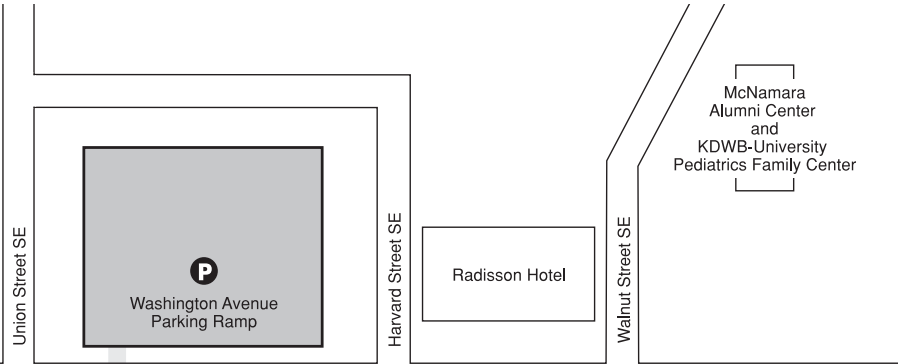 Union Street SE
P
Washington Avenue
Parking Ramp
Harvard Street SE
Radisson Hotel
Walnut Street SE
McNamara
Alumni Center
and
KDWB-University
Pediatrics Family Center